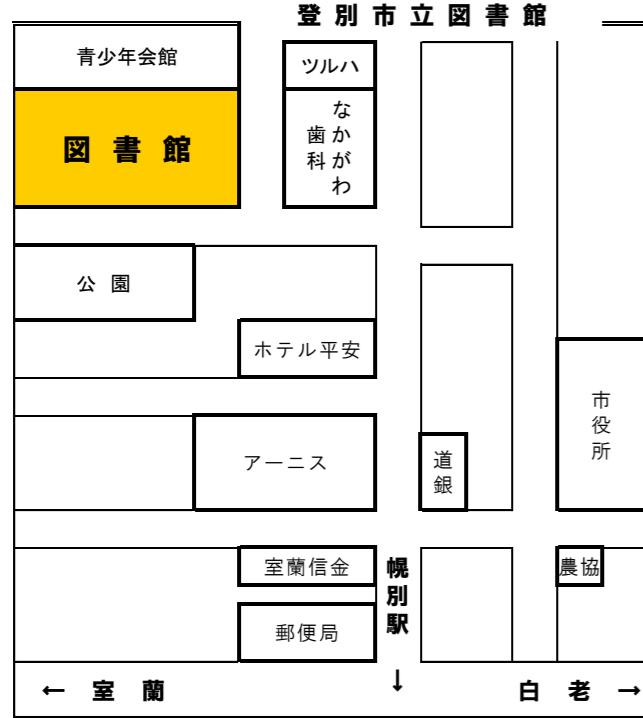 登別市立図書館
青少年会館
ツルハ
図書館
なかがわ
歯科
公園
ホテル平安
市役所
アーニス
道銀
室蘭信金
幌別駅
農協
郵便局
← 室蘭
↓
白老 →